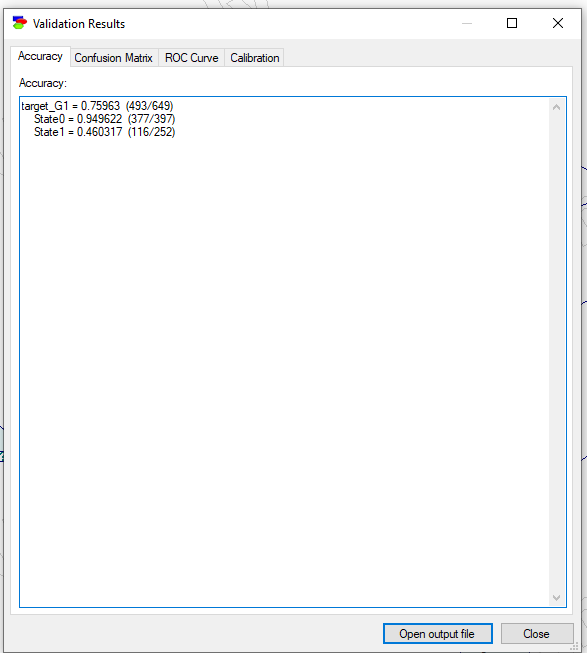 Validation Results
Accuracy
Confusion Matrix
ROC Curve
Calibration
Accuracy:
target_G1 = 0.75963 (493/649)
State0 = 0.949622 (377/397)
State1 = 0.460317 (116/252)
Open output file
Close